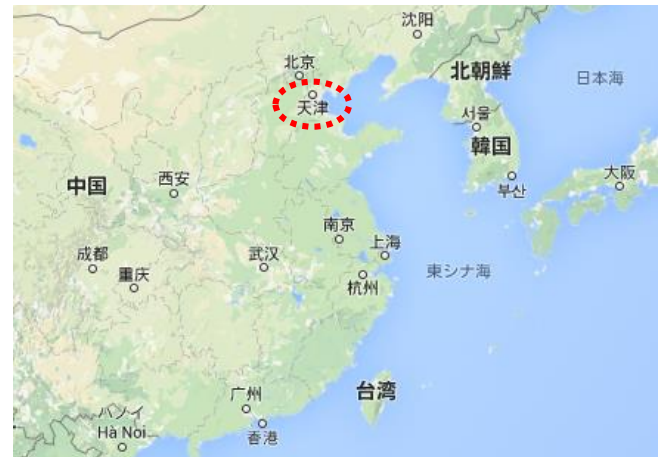 沈阳
北京
北朝鮮
日本海
天津
서울
韓国
大阪
부산
西安
中国
南京
上海
成都
武汉
重庆
杭州
東シナ海
广州
台湾
ハノイ
Hà Nội
香港